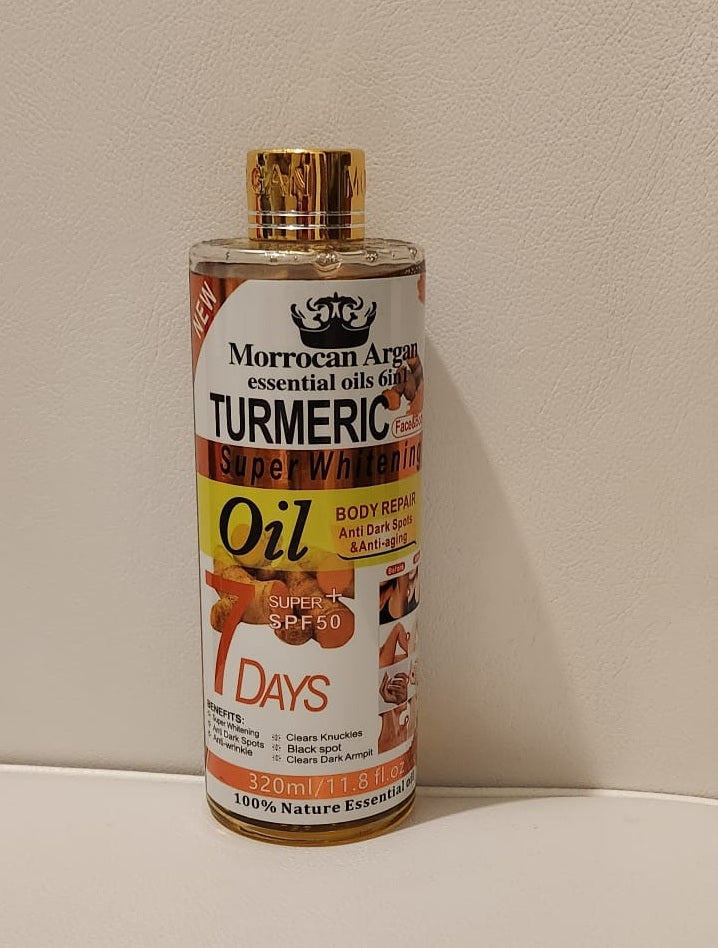 GAN MO
NEW
Morrocan Argan
essential oils 6in1
TURMERIC
Super Whitening
Oil
BODY REPAIR
Anti Dark Spots
&Anti-aging
7
SUPER+
SPF50
DAYS
BENEFITS:
Super Whitening
Anti Dark Spots
Anti-wrinkle
Clears Knuckles
Black spot
Clears Dark Armpit
320ml/11.8 fl.oz
100% Nature Essential oil